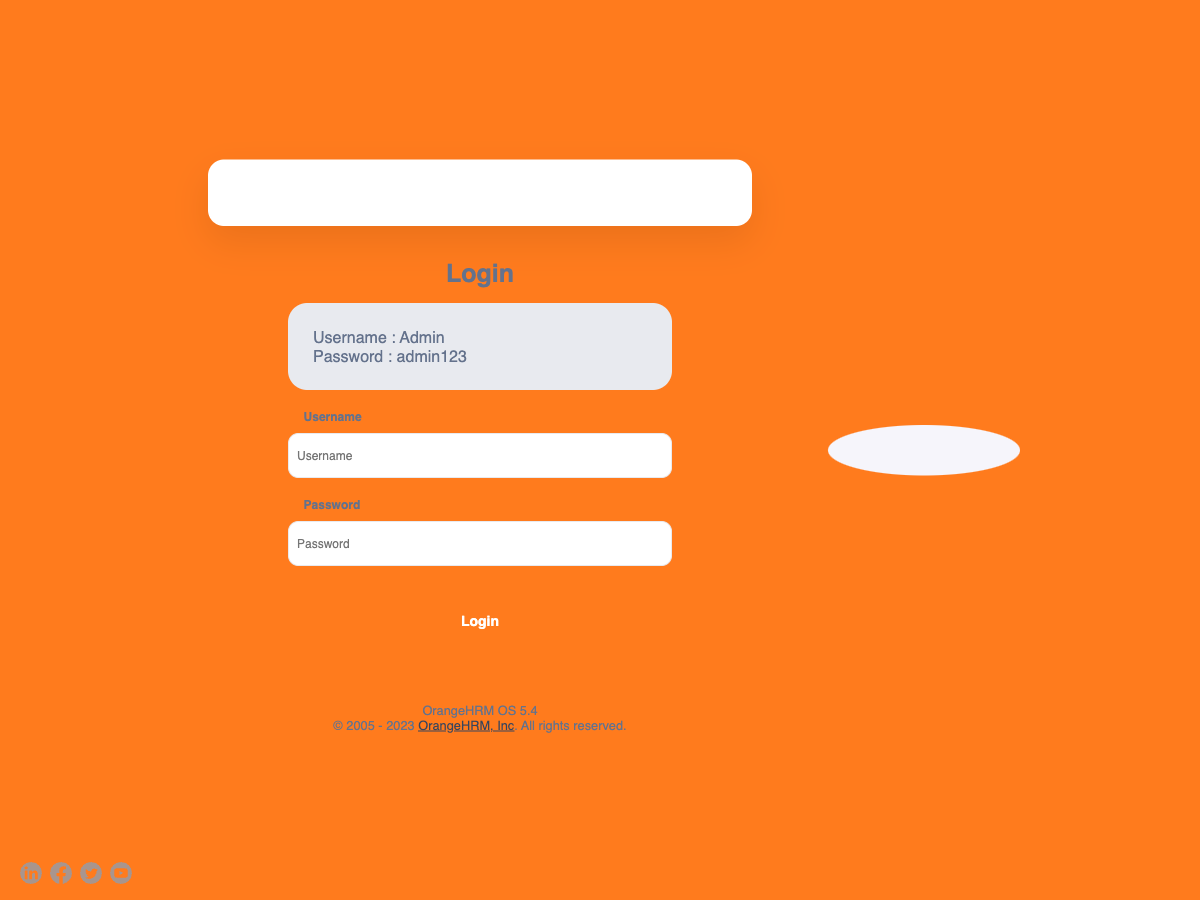 Login
Username : Admin
Password : admin123
Username
Username
Password
Password
Login
OrangeHRM OS 5.4
© 2005 - 2023 OrangeHRM, Inc. All rights reserved.